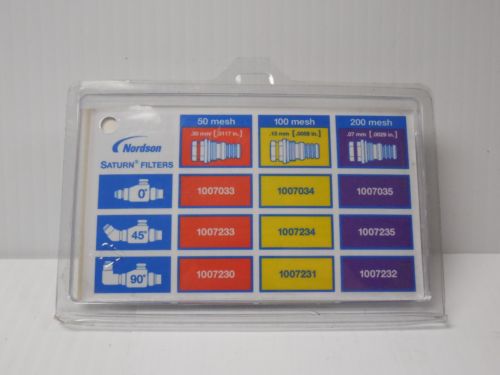 50 mesh 100 mesh 200 mesh
.30 mm [.0117 in.] .15 mm [.0059 in.] .07 mm [.0029 in.]
Nordson
SATURN® FILTERS
0° 1007033 1007034 1007035
45° 1007233 1007234 1007235
90° 1007230 1007231 1007232